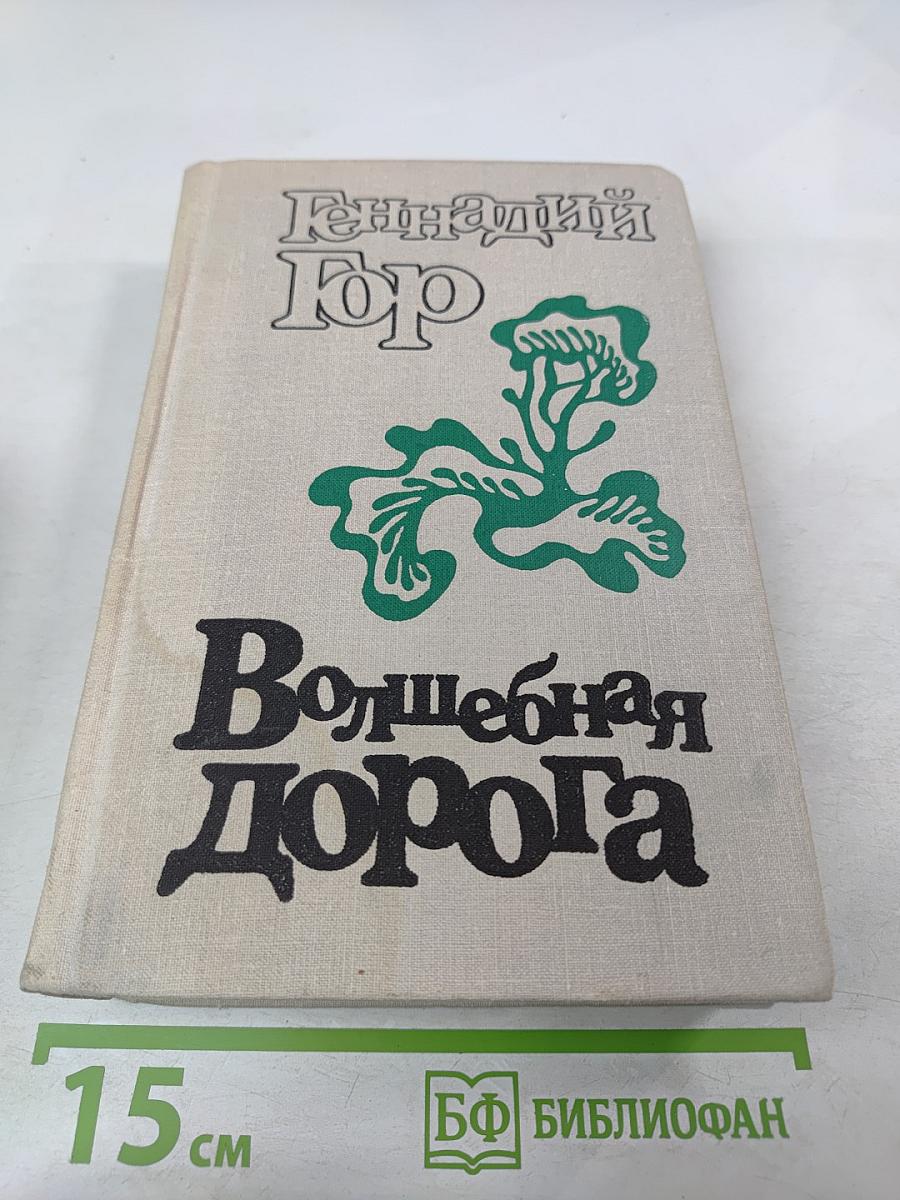 Геннадий
Гор
Волшебная
дорога
15 см
БФ БИБЛИОФАН